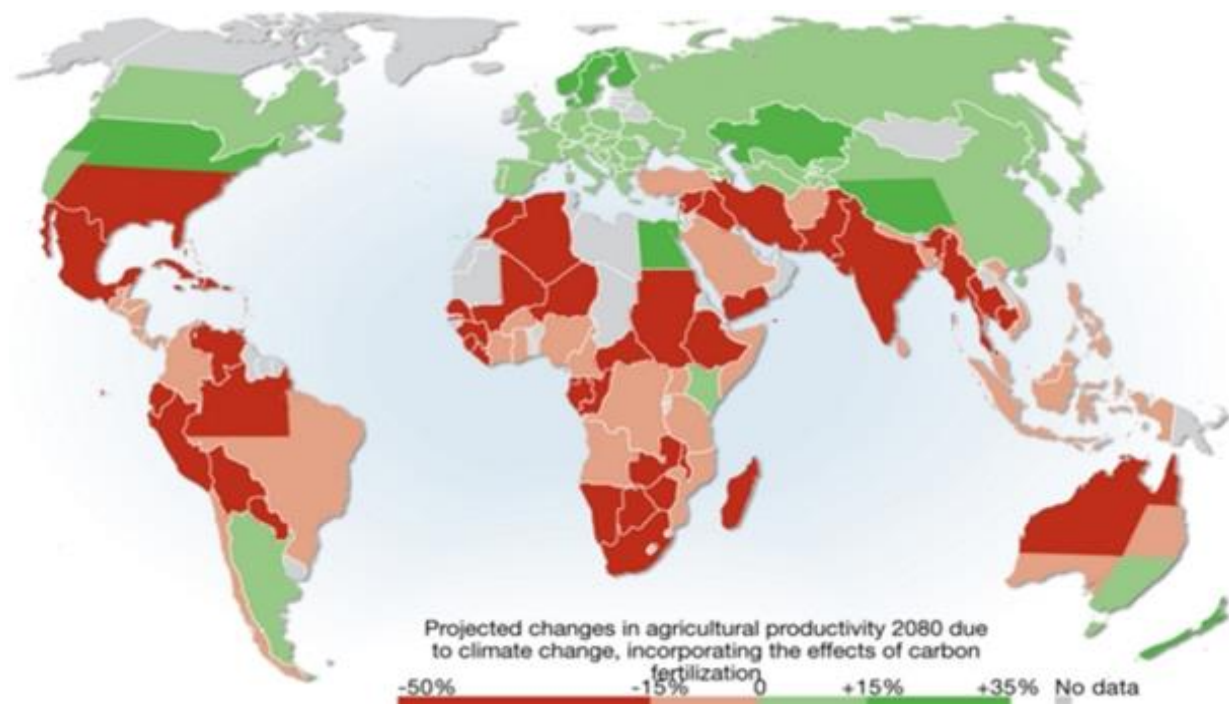 Projected changes in agricultural productivity 2080 due
to climate change, incorporating the effects of carbon
fertilization
-50% -15% 0 +15% +35% No data